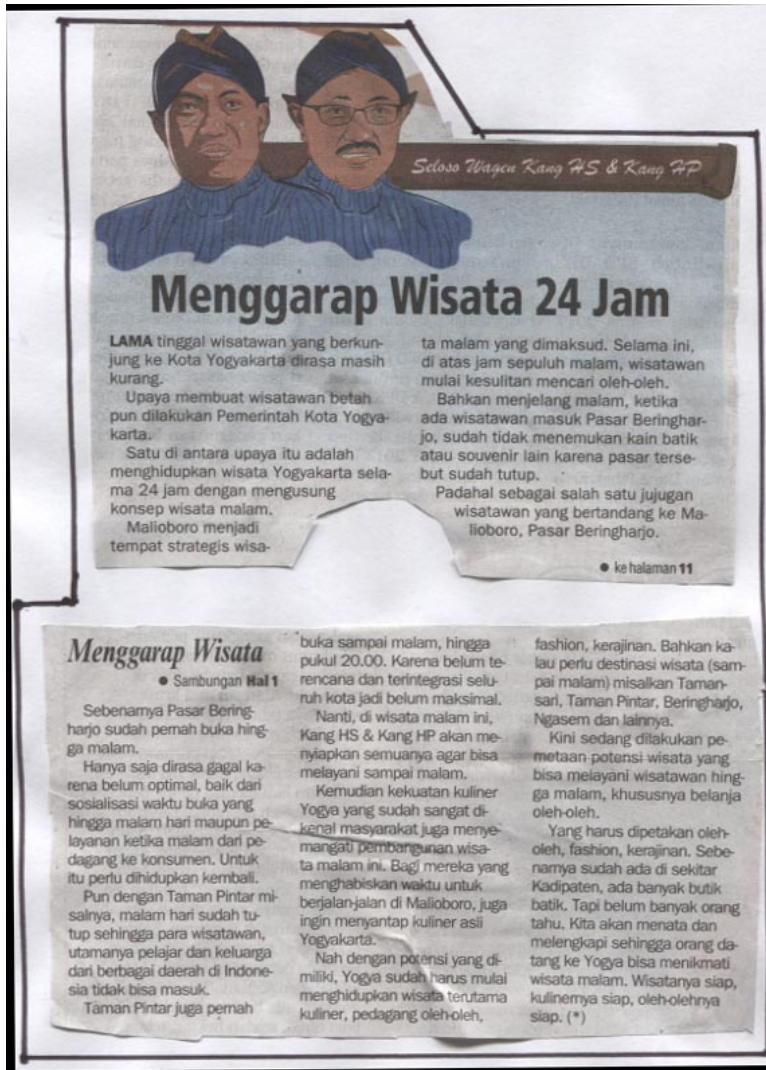 Seloso Wagen Kang HS & Kang HP
Menggarap Wisata 24 Jam
LAMA tinggal wisatawan yang berkun-
jung ke Kota Yogyakarta dirasa masih
kurang.
Upaya membuat wisatawan betah
pun dilakukan Pemerintah Kota Yogya-
karta.
Satu di antara upaya itu adalah
menghidupkan wisata Yogyakarta sela-
ma 24 jam dengan mengusung
konsep wisata malam.
Malioboro menjadi
tempat strategis wisa-
ta malam yang dimaksud. Selama ini,
di atas jam sepuluh malam, wisatawan
mulai kesulitan mencari oleh-oleh.
Bahkan menjelang malam, ketika
ada wisatawan masuk Pasar Beringhar-
jo, sudah tidak menemukan kain batik
atau souvenir lain karena pasar terse-
but sudah tutup.
Padahal sebagai salah satu jujugan
wisatawan yang bertandang ke Ma-
lioboro, Pasar Beringharjo.
● ke halaman 11
Menggarap Wisata
● Sambungan Hal 1
Sebenarnya Pasar Bering-
harjo sudah pernah buka hing-
ga malam.
Hanya saja dirasa gagal ka-
rena belum optimal, baik dari
sosialisasi waktu buka yang
hingga malam hari maupun pe-
layanan ketika malam dari pe-
dagang ke konsumen. Untuk
itu perlu dihidupkan kembali.
Pun dengan Taman Pintar mi-
salnya, malam hari sudah tu-
tup sehingga para wisatawan,
utamanya pelajar dan keluarga
dari berbagai daerah di Indone-
sia tidak bisa masuk.
Taman Pintar juga pernah
buka sampai malam, hingga
pukul 20.00. Karena belum te-
rencana dan terintegrasi selu-
ruh kota jadi belum maksimal.
Nanti, di wisata malam ini,
Kang HS & Kang HP akan me-
nyiapkan semuanya agar bisa
melayani sampai malam.
Kemudian kekuatan kuliner
Yogya yang sudah sangat di-
kenal masyarakat juga menye-
mangati pembangunan wisa-
ta malam ini. Bagi mereka yang
menghabiskan waktu untuk
berjalan-jalan di Malioboro, juga
ingin menyantap kuliner asli
Yogyakarta.
Nah dengan potensi yang di-
miliki, Yogya sudah harus mulai
menghidupkan wisata terutama
kuliner, pedagang oleh-oleh,
fashion, kerajinan. Bahkan ka-
lau perlu destinasi wisata (sam-
pai malam) misalkan Taman-
sari, Taman Pintar, Beringharjo,
Ngasem dan lainnya.
Kini sedang dilakukan pe-
metaan potensi wisata yang
bisa melayani wisatawan hing-
ga malam, khususnya belanja
oleh-oleh.
Yang harus dipetakan oleh-
oleh, fashion, kerajinan. Sebe-
narnya sudah ada di sekitar
Kadipaten, ada banyak butik
batik. Tapi belum banyak orang
tahu. Kita akan menata dan
melengkapi sehingga orang da-
tang ke Yogya bisa menikmati
wisata malam. Wisatanya siap,
kulinernya siap, oleh-olehnya
siap. (*)